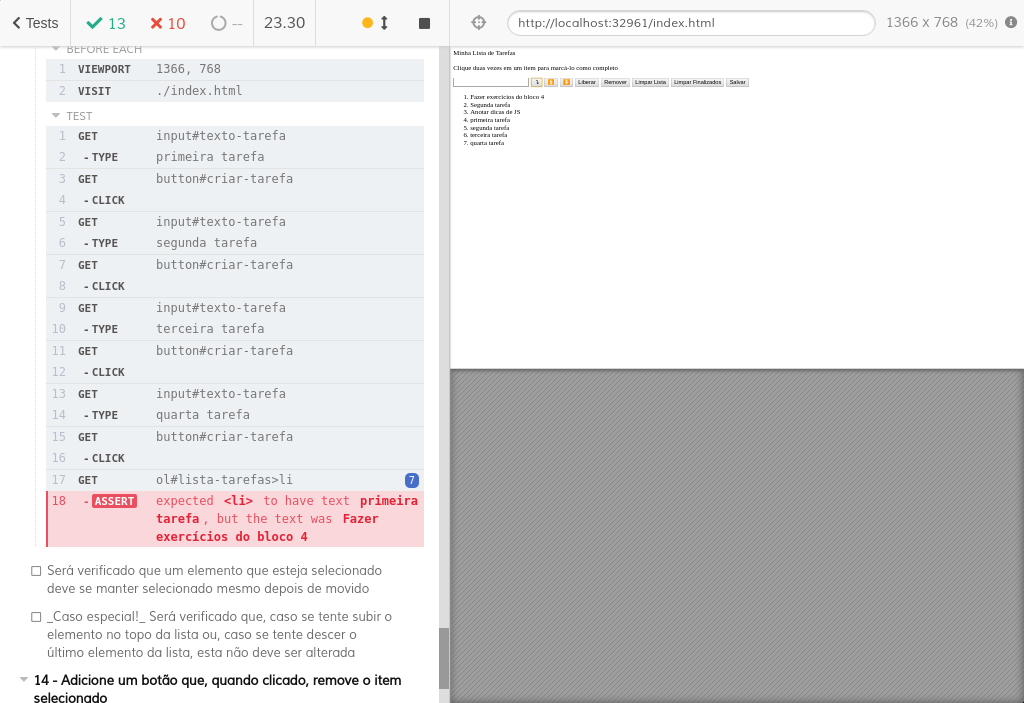 Tests 13 10 -- 23.30 http://localhost:32961/index.html 1366 x 768 (42%)
BEFORE EACH
1 VIEWPORT 1366, 768
2 VISIT ./index.html
TEST
1 GET input#texto-tarefa
2 -TYPE primeira tarefa
3 GET button#criar-tarefa
4 -CLICK
5 GET input#texto-tarefa
6 -TYPE segunda tarefa
7 GET button#criar-tarefa
8 -CLICK
9 GET input#texto-tarefa
10 -TYPE terceira tarefa
11 GET button#criar-tarefa
12 -CLICK
13 GET input#texto-tarefa
14 -TYPE quarta tarefa
15 GET button#criar-tarefa
16 -CLICK
17 GET ol#lista-tarefas>li 7
18 -ASSERT expected <li> to have text primeira
tarefa, but the text was Fazer
exercícios do bloco 4
Será verificado que um elemento que esteja selecionado
deve se manter selecionado mesmo depois de movido
_Caso especial!_ Será verificado que, caso se tente subir o
elemento no topo da lista ou, caso se tente descer o
último elemento da lista, esta não deve ser alterada
14 - Adicione um botão que, quando clicado, remove o item
selecionado
Minha Lista de Tarefas
Clique duas vezes em um item para marcá-lo como completo
Liberar Remover Limpar Lista Limpar Finalizados Salvar
1. Fazer exercícios do bloco 4
2. Segunda tarefa
3. Anotar dicas de JS
4. primeira tarefa
5. segunda tarefa
6. terceira tarefa
7. quarta tarefa